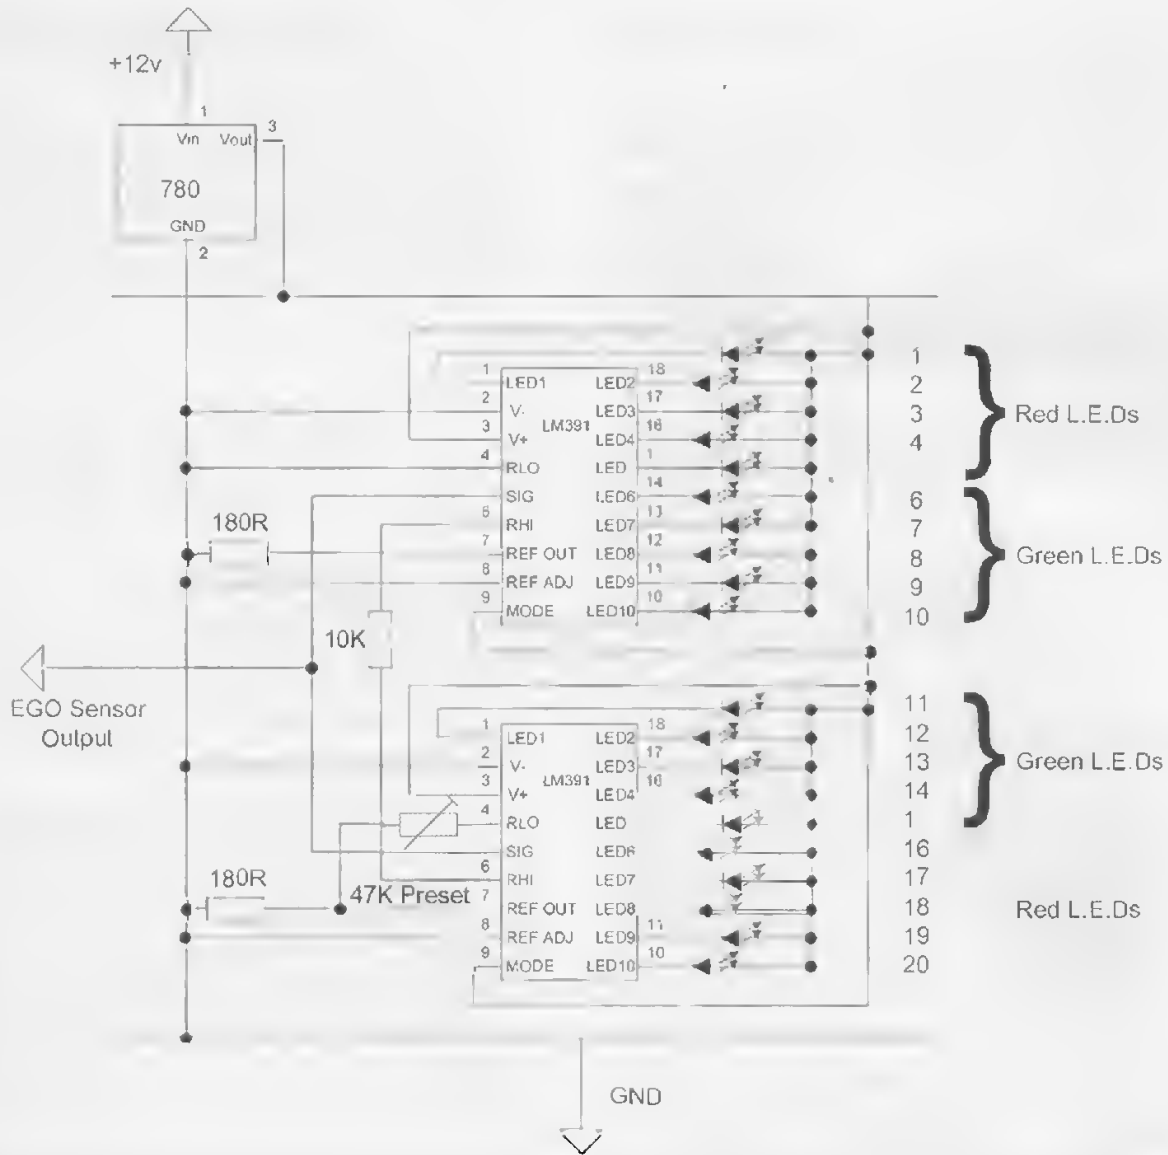 +12v
1
Vin Vout 3
780
GND
2
1 LED1 LED2 18
2 V- LED3 17
3 V+ LM391 LED4 16
4 RLO LED 1
SIG LED6 14
6 RHI LED7 13
7 REF OUT LED8 12
8 REF ADJ LED9 11
9 MODE LED10 10
180R
10K
EGO Sensor
Output
1
2
3
4
Red L.E.Ds
6
7
8
9
10
Green L.E.Ds
1 LED1 LED2 18
2 V- LED3 17
3 V+ LM391 LED4 16
4 RLO LED
SIG LED6
6 RHI LED7
7 REF OUT LED8
8 REF ADJ LED9 11
9 MODE LED10 10
180R
47K Preset
11
12
13
14
1
Green L.E.Ds
16
17
18
19
20
Red L.E.Ds
GND